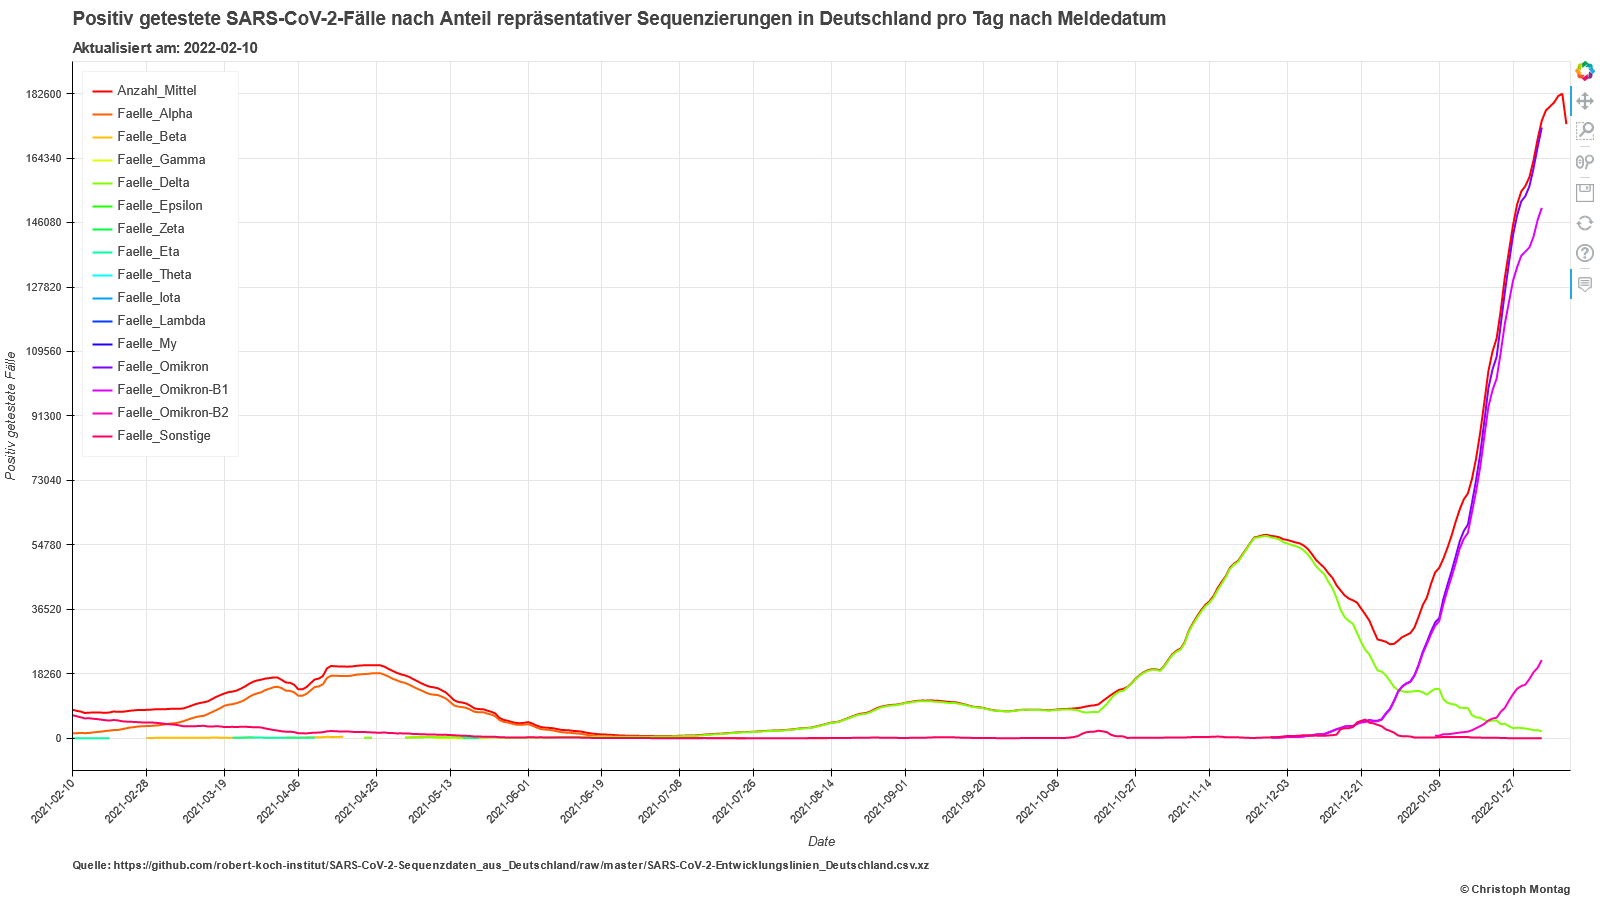 Positiv getestete SARS-CoV-2-Fälle nach Anteil repräsentativer Sequenzierungen in Deutschland pro Tag nach Meldedatum
Aktualisiert am: 2022-02-10
Anzahl_Mittel
Faelle_Alpha
Faelle_Beta
Faelle_Gamma
Faelle_Delta
Faelle_Epsilon
Faelle_Zeta
Faelle_Eta
Faelle_Theta
Faelle_Iota
Faelle_Lambda
Faelle_My
Faelle_Omikron
Faelle_Omikron-B1
Faelle_Omikron-B2
Faelle_Sonstige
Positiv getestete Fälle
182600
164340
146080
127820
109560
91300
73040
54780
36520
18260
0
2021-02-10
2021-02-28
2021-03-19
2021-04-06
2021-04-25
2021-05-13
2021-06-01
2021-06-19
2021-07-08
2021-07-26
2021-08-14
2021-09-01
2021-09-20
2021-10-08
2021-10-27
2021-11-14
2021-12-03
2021-12-21
2022-01-09
2022-01-27
Date
Quelle: https://github.com/robert-koch-institut/SARS-CoV-2-Sequenzdaten_aus_Deutschland/raw/master/SARS-CoV-2-Entwicklungslinien_Deutschland.csv.xz
© Christoph Montag